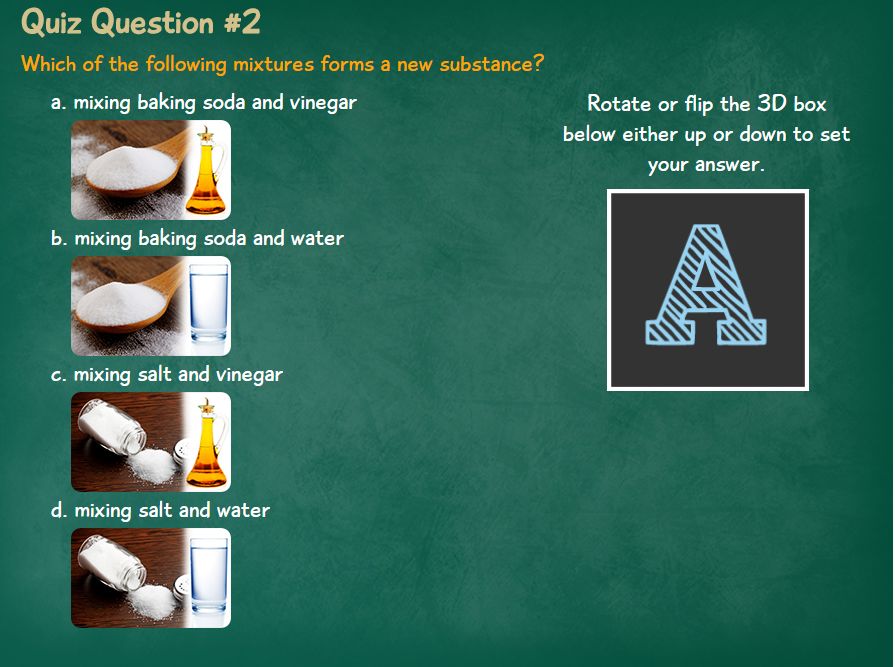 Quiz Question #2
Which of the following mixtures forms a new substance?
a. mixing baking soda and vinegar
b. mixing baking soda and water
c. mixing salt and vinegar
d. mixing salt and water
Rotate or flip the 3D box
below either up or down to set
your answer.
A